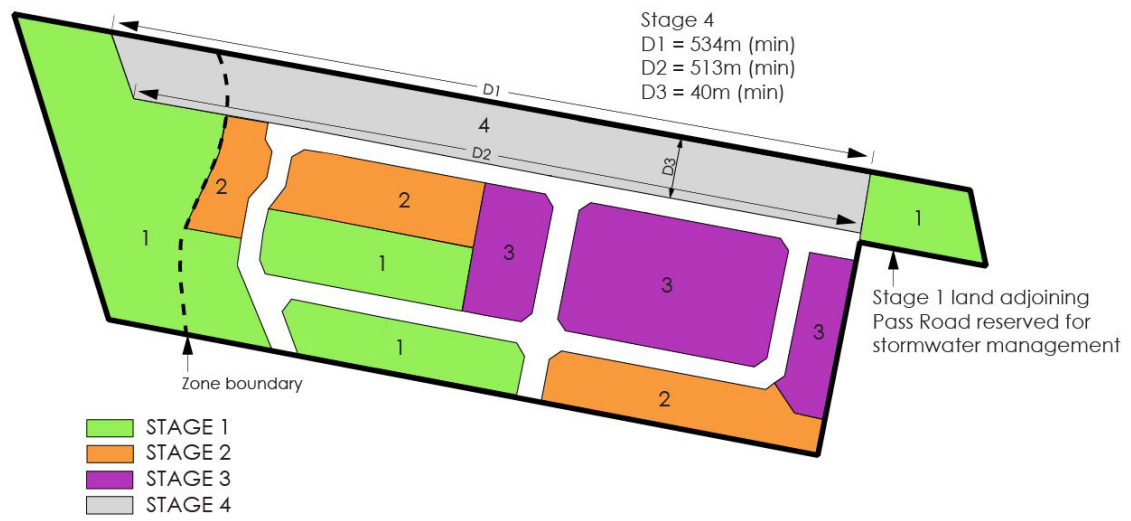 Stage 4
D1 = 534m (min)
D2 = 513m (min)
D3 = 40m (min)
D1
4
D2
D3
2
2
1
1
3
3
1
3
1
2
Stage 1 land adjoining
Pass Road reserved for
stormwater management
Zone boundary
STAGE 1
STAGE 2
STAGE 3
STAGE 4